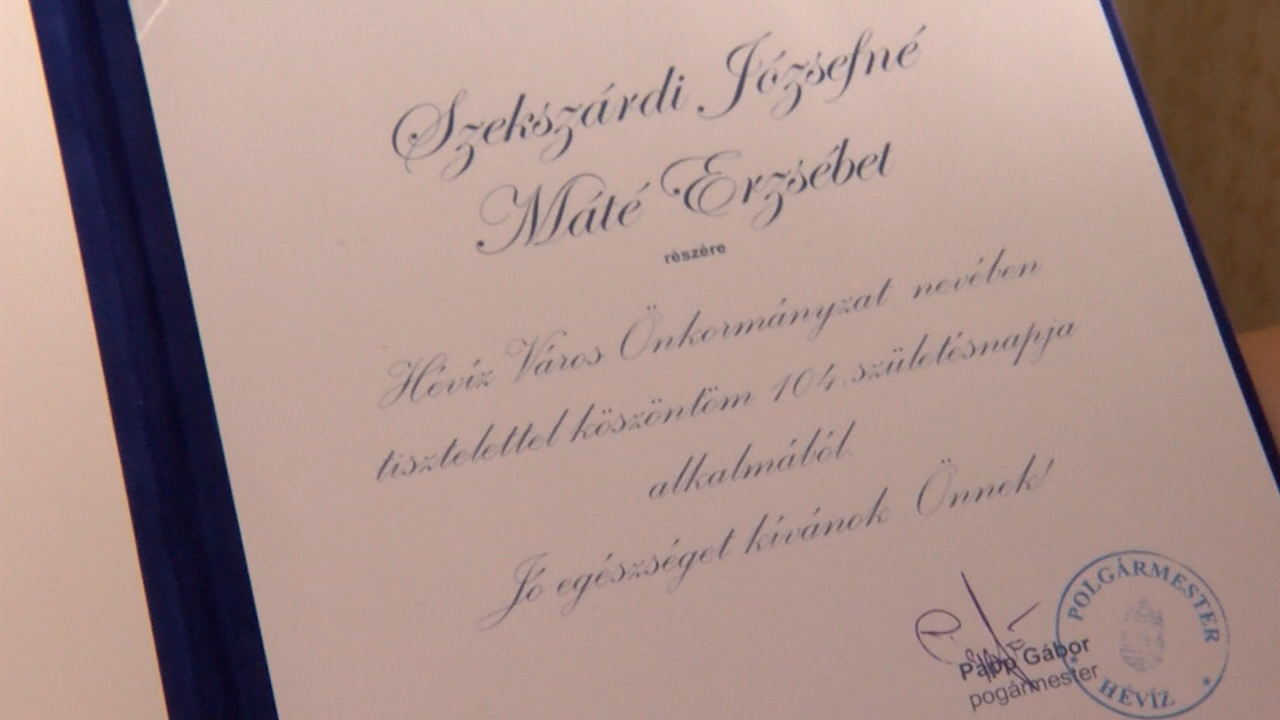 Szekszárdi Józsefné
Máté Erzsébet
részére
Hévíz Város Önkormányzat nevében
tisztelettel köszöntöm 104. születésnapja
alkalmából.
Jó egészséget kívánok Önnek!
Papp Gábor
pogármester
POLGÁRMESTER
HÉVÍZ